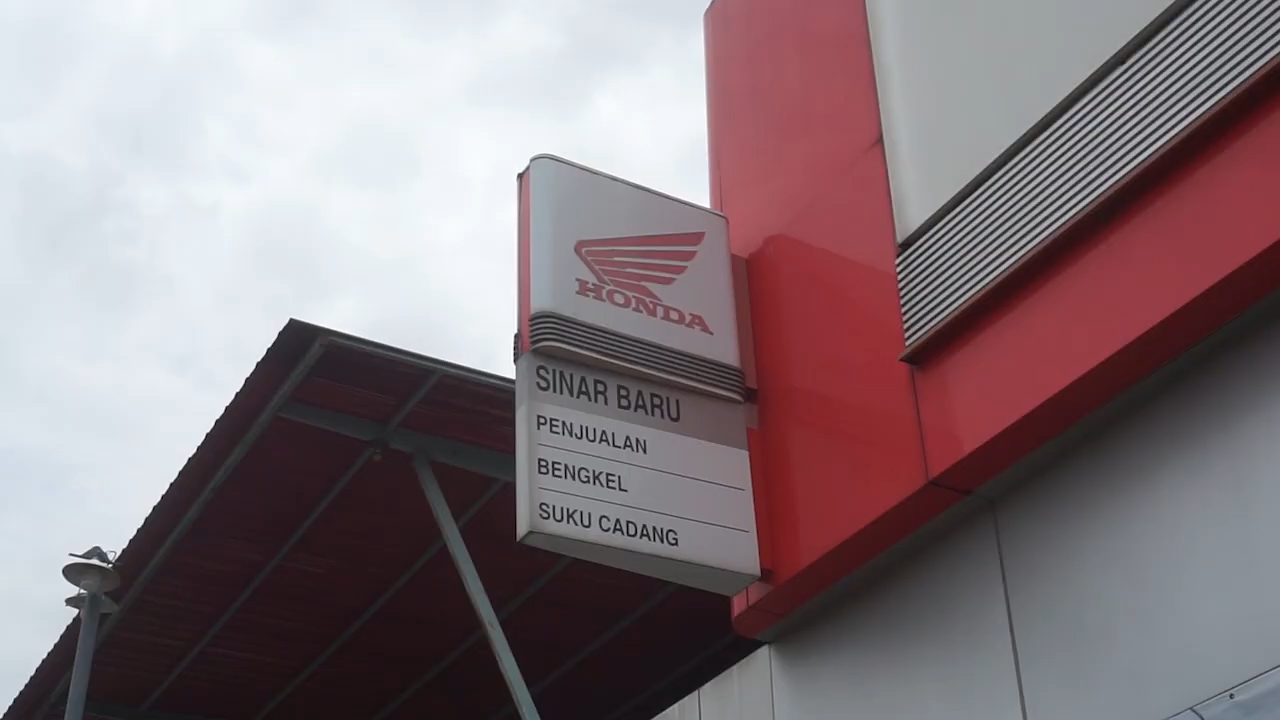 HONDA
SINAR BARU
PENJUALAN
BENGKEL
SUKU CADANG